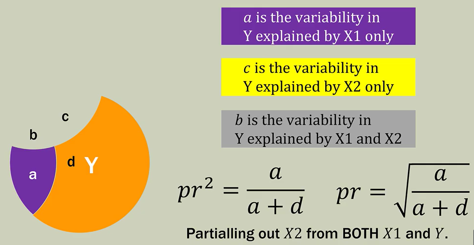 a is the variability in
Y explained by X1 only
c is the variability in
Y explained by X2 only
b is the variability in
Y explained by X1 and X2
c
b
a
d
Y
pr² = a / (a + d)    pr = √(a / (a + d))
Partialling out X2 from BOTH X1 and Y.